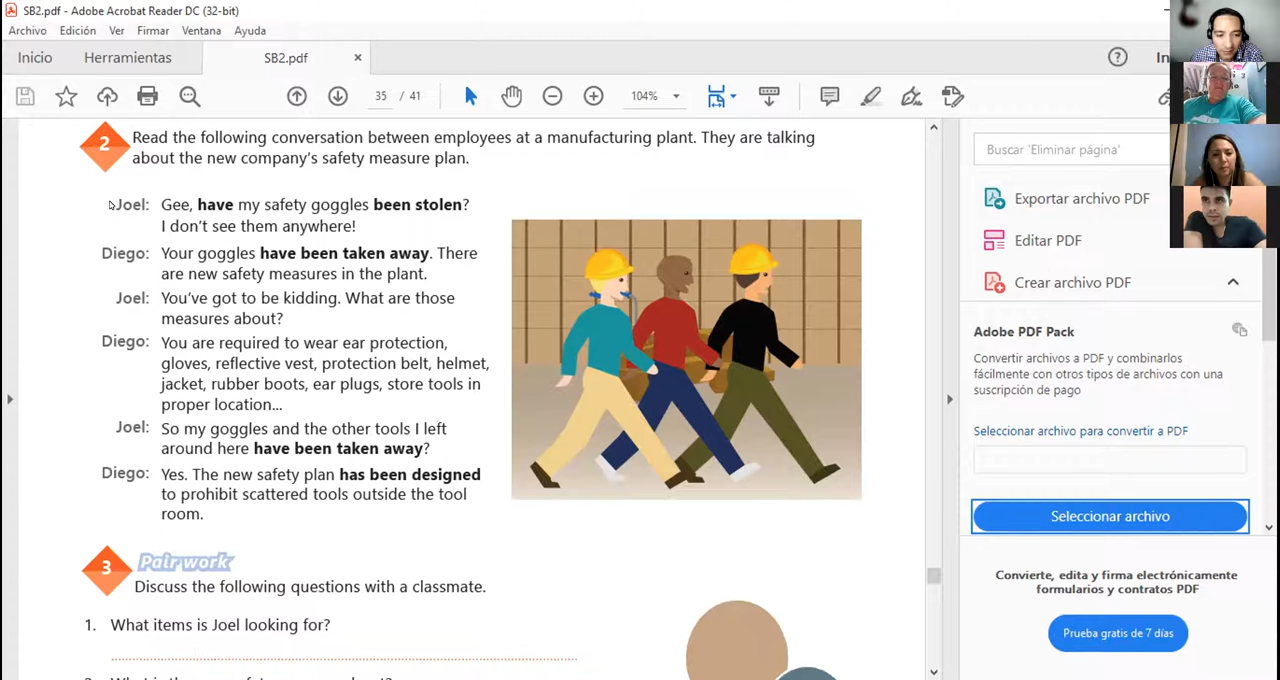 SB2.pdf - Adobe Acrobat Reader DC (32-bit)
Archivo Edición Ver Firmar Ventana Ayuda
Inicio Herramientas SB2.pdf ×
35 / 41 104%
2 Read the following conversation between employees at a manufacturing plant. They are talking
about the new company's safety measure plan.
Joel: Gee, have my safety goggles been stolen?
I don't see them anywhere!
Diego: Your goggles have been taken away. There
are new safety measures in the plant.
Joel: You've got to be kidding. What are those
measures about?
Diego: You are required to wear ear protection,
gloves, reflective vest, protection belt, helmet,
jacket, rubber boots, ear plugs, store tools in
proper location...
Joel: So my goggles and the other tools I left
around here have been taken away?
Diego: Yes. The new safety plan has been designed
to prohibit scattered tools outside the tool
room.
3 Pair work
Discuss the following questions with a classmate.
1. What items is Joel looking for?
Buscar 'Eliminar página'
Exportar archivo PDF
Editar PDF
Crear archivo PDF
Adobe PDF Pack
Convertir archivos a PDF y combinarlos
fácilmente con otros tipos de archivos con una
suscripción de pago
Seleccionar archivo para convertir a PDF
Seleccionar archivo
Convierte, edita y firma electrónicamente
formularios y contratos PDF
Prueba gratis de 7 días